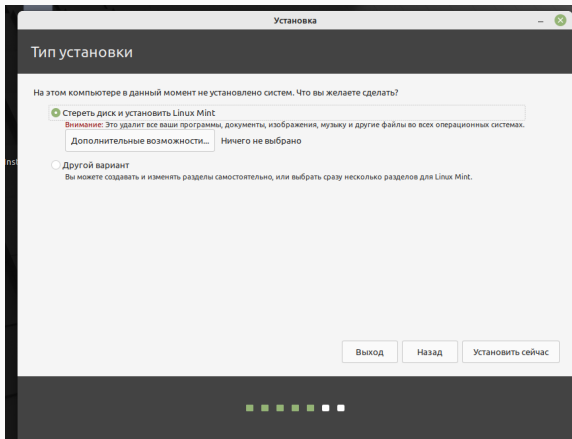 Установка
Тип установки
На этом компьютере в данный момент не установлено систем. Что вы желаете сделать?
Стереть диск и установить Linux Mint
Внимание: Это удалит все ваши программы, документы, изображения, музыку и другие файлы во всех операционных системах.
Дополнительные возможности... Ничего не выбрано
Inst
Другой вариант
Вы можете создавать и изменять разделы самостоятельно, или выбрать сразу несколько разделов для Linux Mint.
Выход Назад Установить сейчас